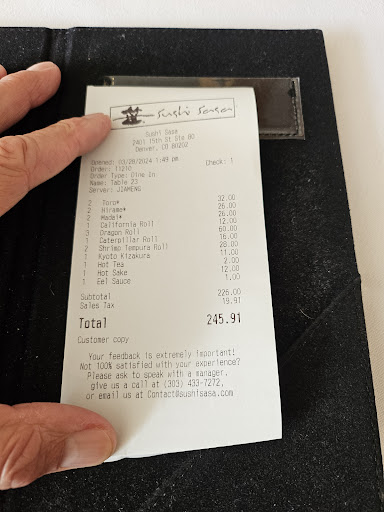 Sushi Sasa
Sushi Sasa
2401 15th St Ste 80
Denver, CO 80202
Opened: 03/28/2024 1:49 pm
Order: 11210 Check: 1
Order Type: Dine In
Name: Table 23
Server: JIAMENG
2 Toro* 32.00
2 Hirame* 26.00
2 Madai* 26.00
1 California Roll 12.00
3 Dragon Roll 60.00
1 Caterpillar Roll 16.00
2 Shrimp Tempura Roll 28.00
1 Kyoto Kizakura 11.00
1 Hot Tea 2.00
1 Hot Sake 12.00
1 Eel Sauce 1.00
Subtotal 226.00
Sales Tax 19.91
Total 245.91
Customer copy
Your feedback is extremely important!
Not 100% satisfied with your experience?
Please ask to speak with a manager,
give us a call at (303) 433-7272,
or email us at Contact@sushisasa.com